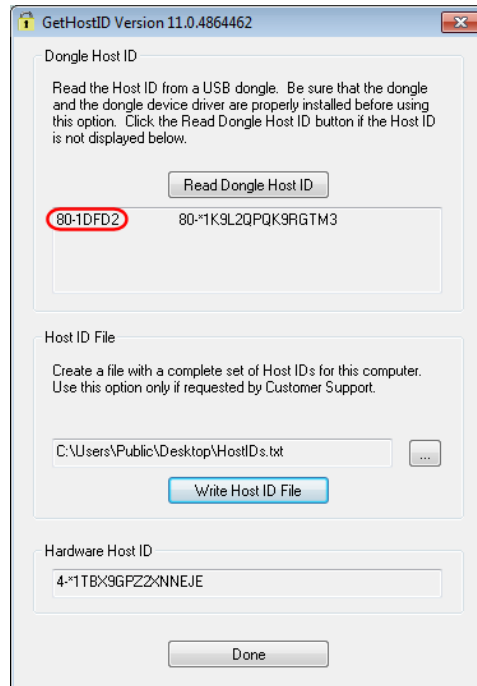 GetHostID Version 11.0.4864462
Dongle Host ID
Read the Host ID from a USB dongle.  Be sure that the dongle
and the dongle device driver are properly installed before using
this option.  Click the Read Dongle Host ID button if the Host ID
is not displayed below.
Read Dongle Host ID
80-1DFD2 80-*1K9L2QPQK9RGTM3
Host ID File
Create a file with a complete set of Host IDs for this computer.
Use this option only if requested by Customer Support.
C:\Users\Public\Desktop\HostIDs.txt
...
Write Host ID File
Hardware Host ID
4-*1TBX9GPZ2XNNEJE
Done